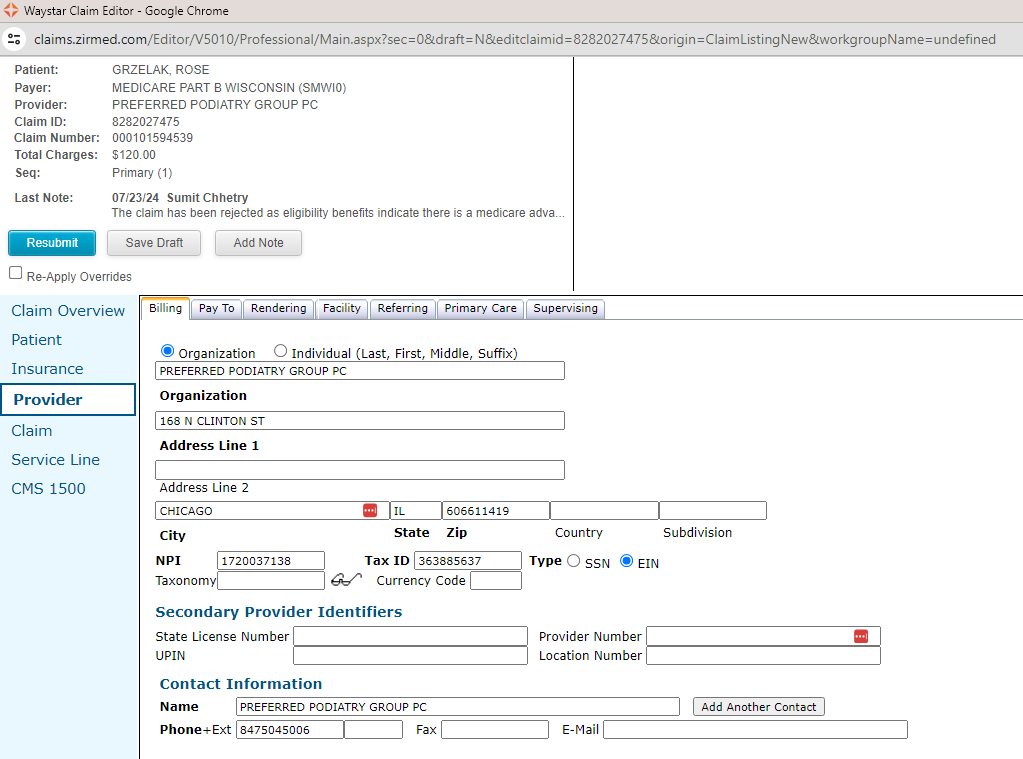 Waystar Claim Editor - Google Chrome
claims.zirmed.com/Editor/V5010/Professional/Main.aspx?sec=0&draft=N&editclaimid=8282027475&origin=ClaimListingNew&workgroupName=undefined
Patient: GRZELAK, ROSE
Payer: MEDICARE PART B WISCONSIN (SMWI0)
Provider: PREFERRED PODIATRY GROUP PC
Claim ID: 8282027475
Claim Number: 000101594539
Total Charges: $120.00
Seq: Primary (1)
Last Note: 07/23/24 Sumit Chhetry
The claim has been rejected as eligibility benefits indicate there is a medicare adva...
Resubmit Save Draft Add Note
Re-Apply Overrides
Claim Overview
Patient
Insurance
Provider
Claim
Service Line
CMS 1500
Billing Pay To Rendering Facility Referring Primary Care Supervising
Organization Individual (Last, First, Middle, Suffix)
PREFERRED PODIATRY GROUP PC
Organization
168 N CLINTON ST
Address Line 1
Address Line 2
CHICAGO IL 606611419
City State Zip Country Subdivision
NPI 1720037138 Tax ID 363885637 Type SSN EIN
Taxonomy Currency Code
Secondary Provider Identifiers
State License Number Provider Number
UPIN Location Number
Contact Information
Name PREFERRED PODIATRY GROUP PC Add Another Contact
Phone+Ext 8475045006 Fax E-Mail